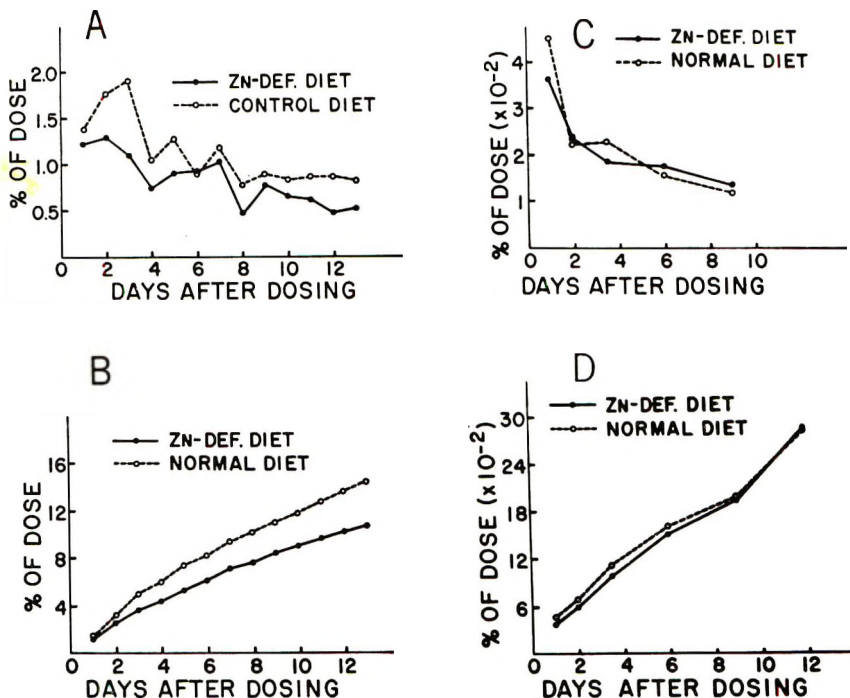 A
% OF DOSE
2.0
1.5
1.0
0.5
ZN-DEF. DIET
CONTROL DIET
0 2 4 6 8 10 12
DAYS AFTER DOSING
C
% OF DOSE (x10-2)
4
3
2
1
ZN-DEF. DIET
NORMAL DIET
0 2 4 6 8 10
DAYS AFTER DOSING
B
% OF DOSE
16
12
8
4
ZN-DEF. DIET
NORMAL DIET
0 2 4 6 8 10 12
DAYS AFTER DOSING
D
% OF DOSE (x10-2)
30
24
18
12
6
ZN-DEF. DIET
NORMAL DIET
0 2 4 6 8 10 12
DAYS AFTER DOSING